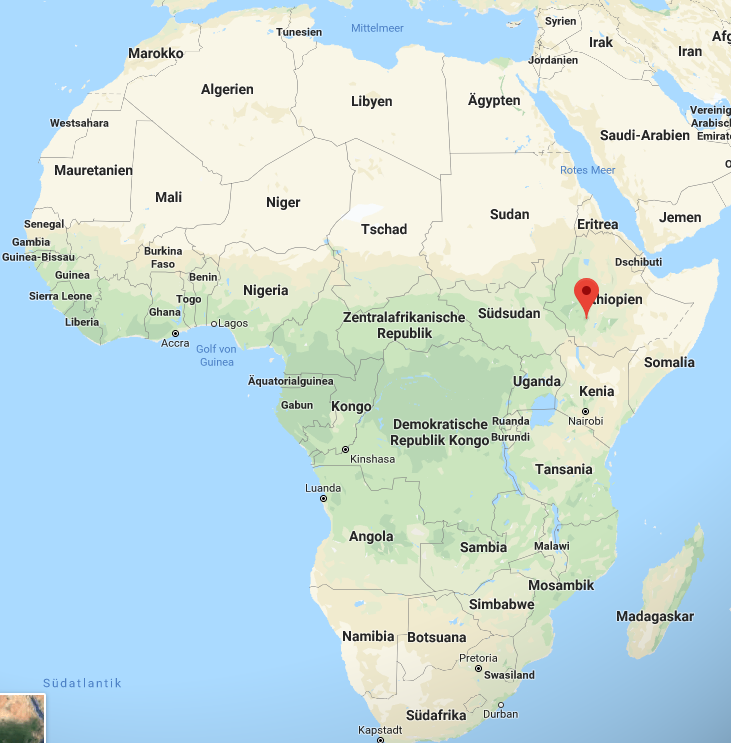 Syrien
Tunesien
Mittelmeer
Afg
Irak
Marokko
Iran
Jordanien
Algerien
Libyen
Ägypten
Vereinig
Arabisch
Emirate
Westsahara
Saudi-Arabien
O
Mauretanien
Rotes Meer
Mali
Niger
Sudan
Jemen
Senegal
Eritrea
Tschad
Gambia
Guinea-Bissau
Burkina
Faso
Dschibuti
Guinea
Benin
Nigeria
Sierra Leone
Togo
thiopien
Ghana
Südsudan
Zentralafrikanische
Republik
Liberia
Lagos
Accra
Golf von
Guinea
Somalia
Äquatorialguinea
Uganda
Kenia
Gabun
Kongo
Nairobi
Ruanda
Demokratische
Republik Kongo
Burundi
Kinshasa
Tansania
Luanda
Angola
Sambia
Malawi
Mosambik
Simbabwe
Madagaskar
Namibia
Botsuana
Pretoria
Swasiland
Südatlantik
Südafrika
Durban
Kapstadt